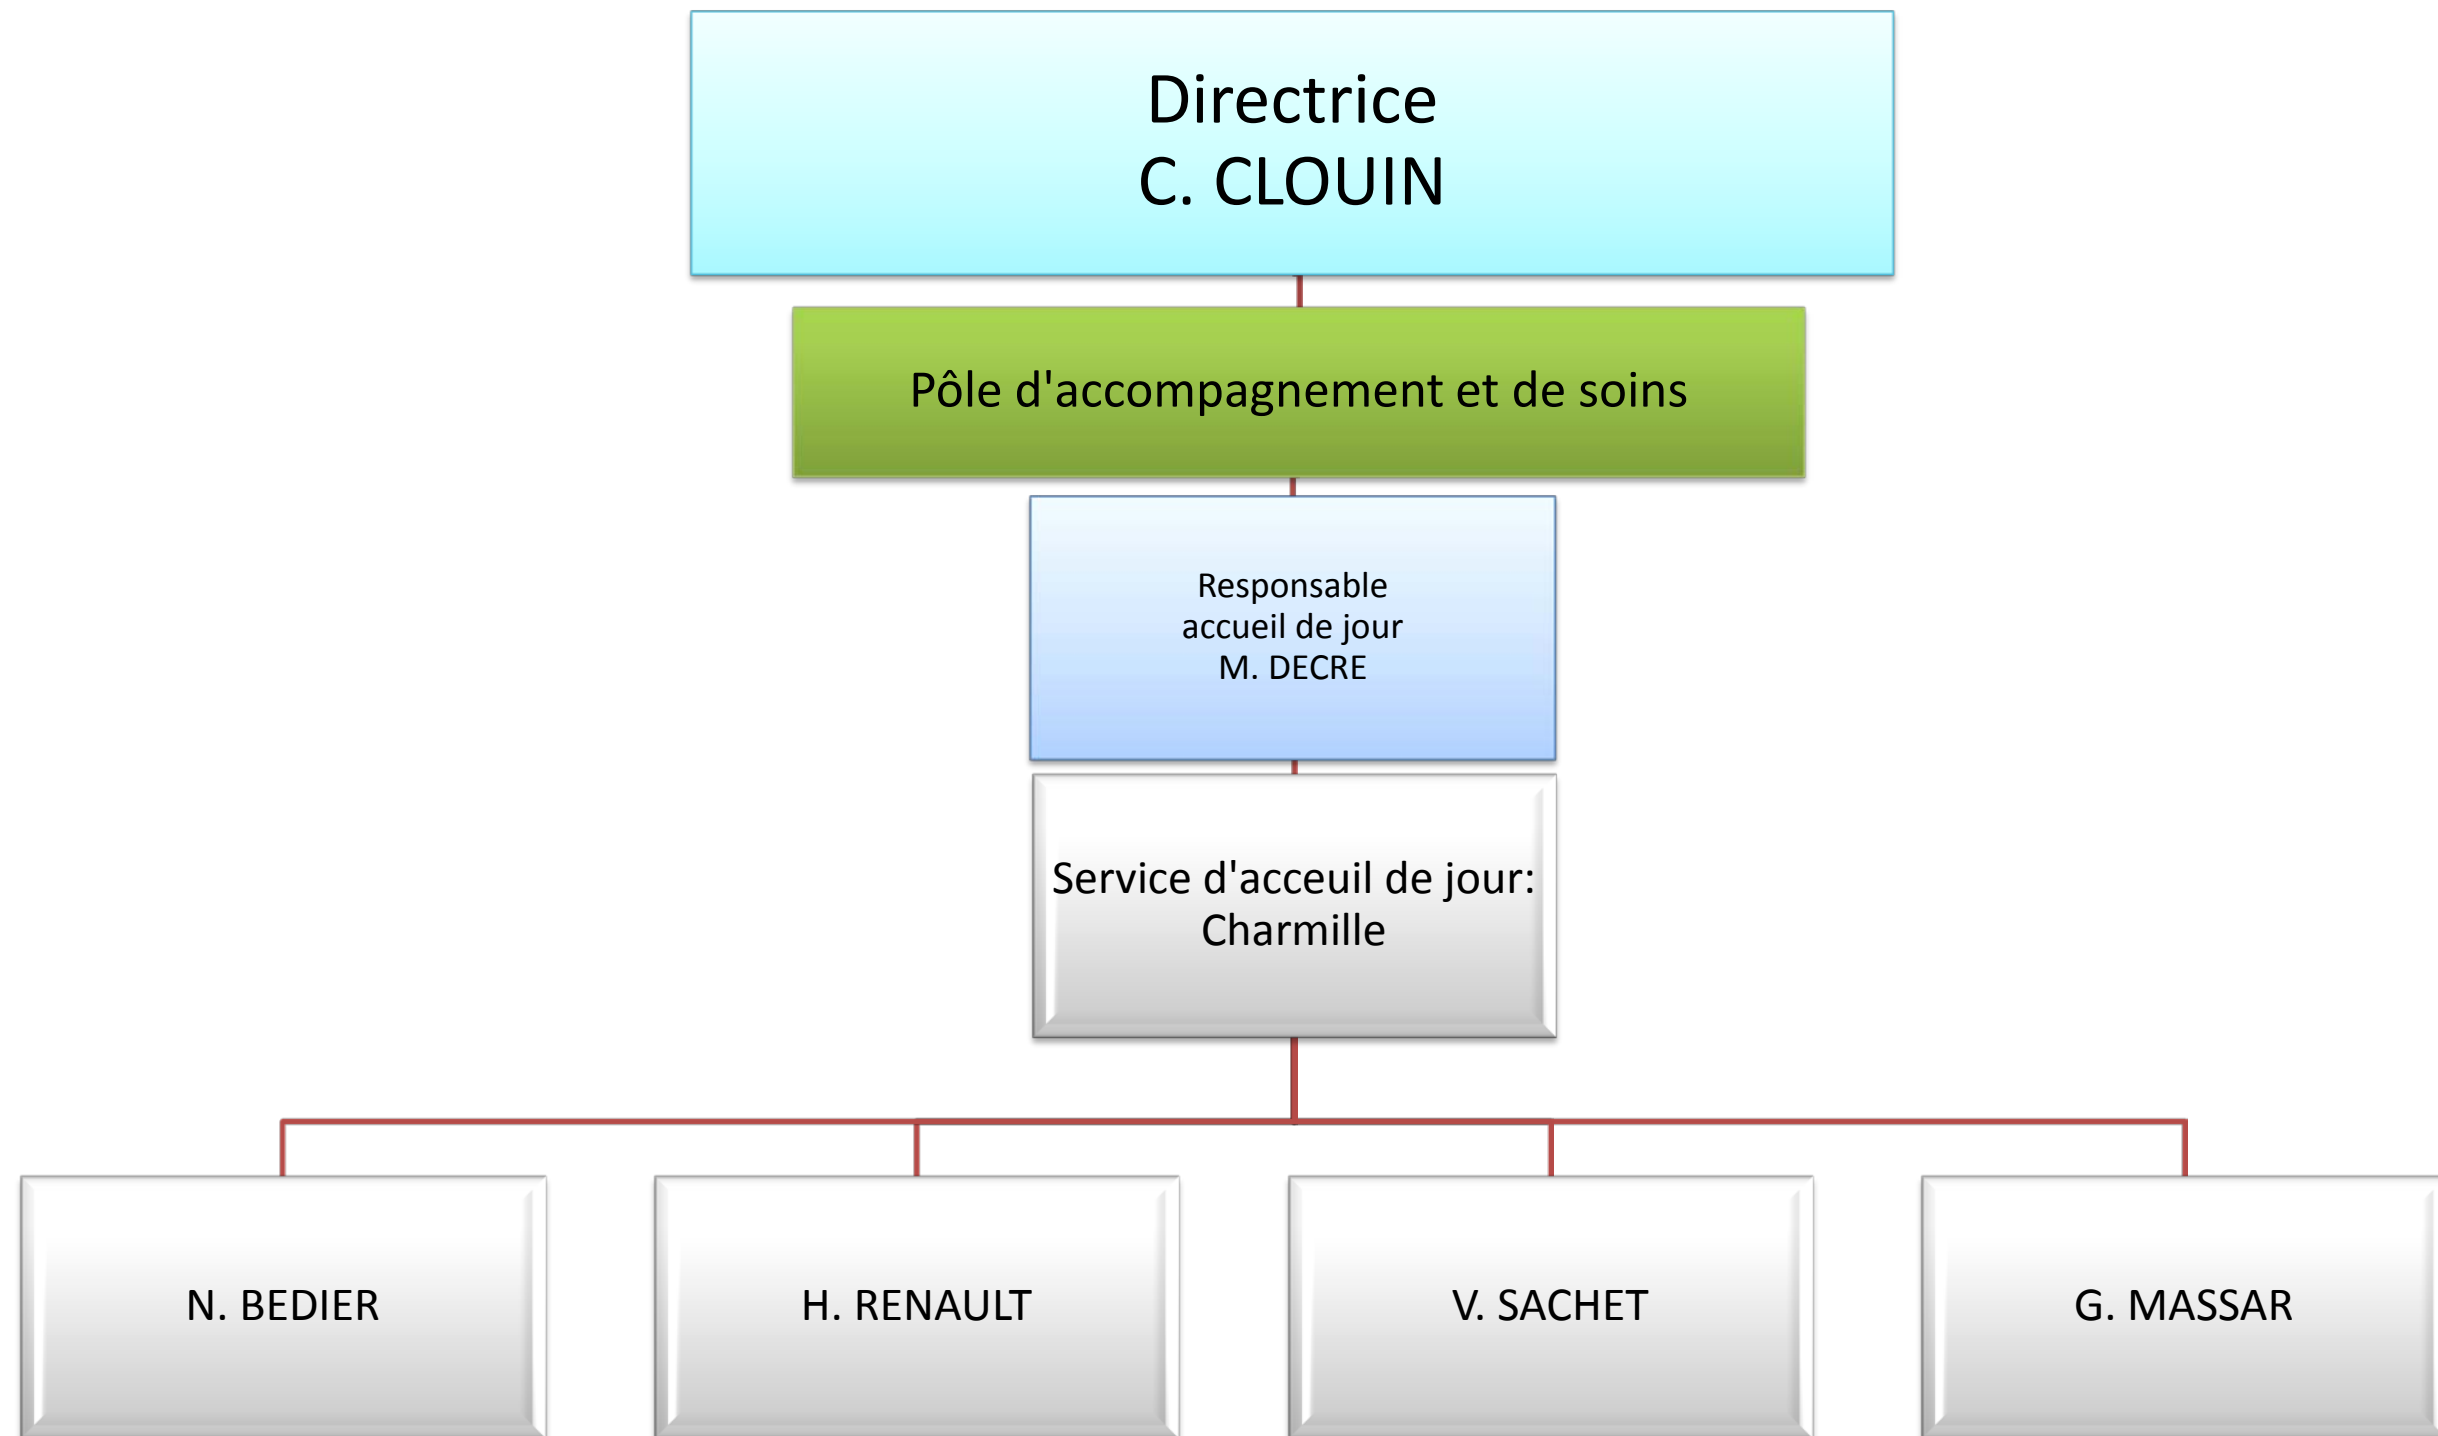 Directrice
C. CLOUIN
Pôle d'accompagnement et de soins
Responsable
accueil de jour
M. DECRE
Service d'acceuil de jour:
Charmille
N. BEDIER
H. RENAULT
V. SACHET
G. MASSAR